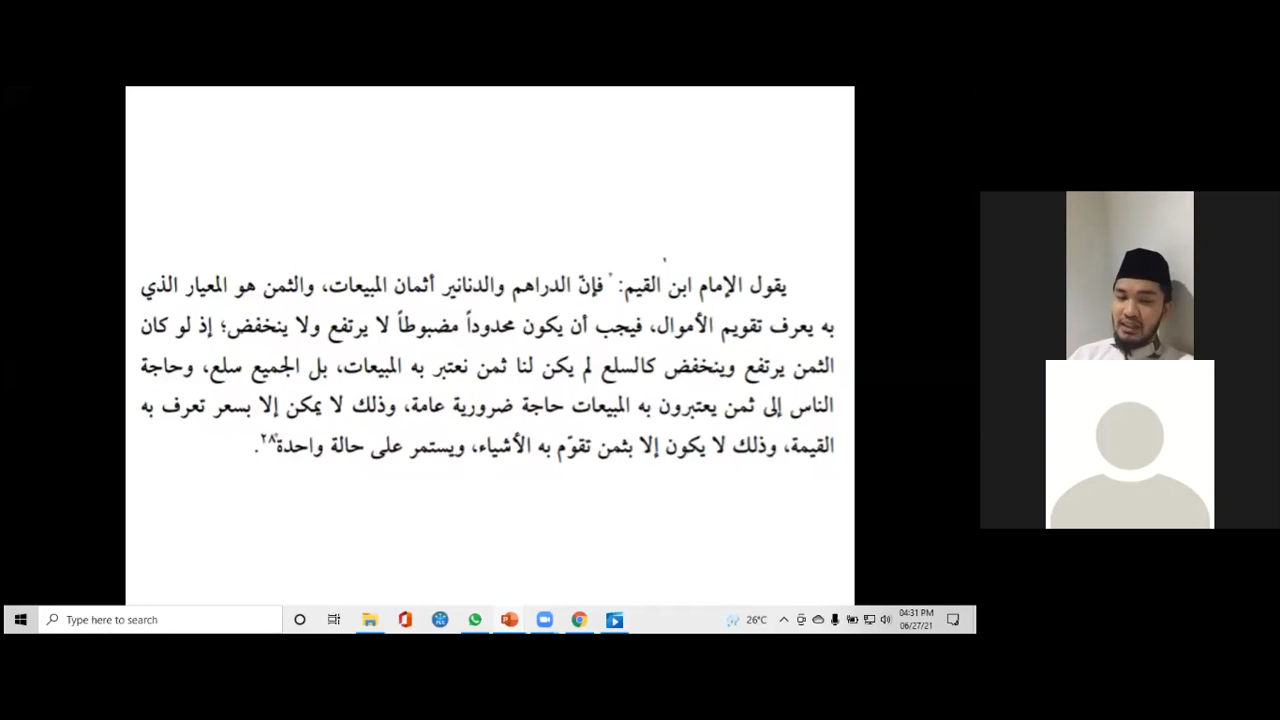 يقول الإمام ابن القيم: "فإنّ الدراهم والدنانير أثمان المبيعات، والثمن هو المعيار الذي
به يعرف تقويم الأموال، فيجب أن يكون محدوداً مضبوطاً لا يرتفع ولا ينخفض؛ إذ لو كان
الثمن يرتفع وينخفض كالسلع لم يكن لنا ثمن نعتبر به المبيعات، بل الجميع سلع، وحاجة
الناس إلى ثمن يعتبرون به المبيعات حاجة ضرورية عامة، وذلك لا يمكن إلا بسعر تعرف به
القيمة، وذلك لا يكون إلا بثمن تقوّم به الأشياء، ويستمر على حالة واحدة"٢٨.
Type here to search
26°C
04:31 PM
06/27/21